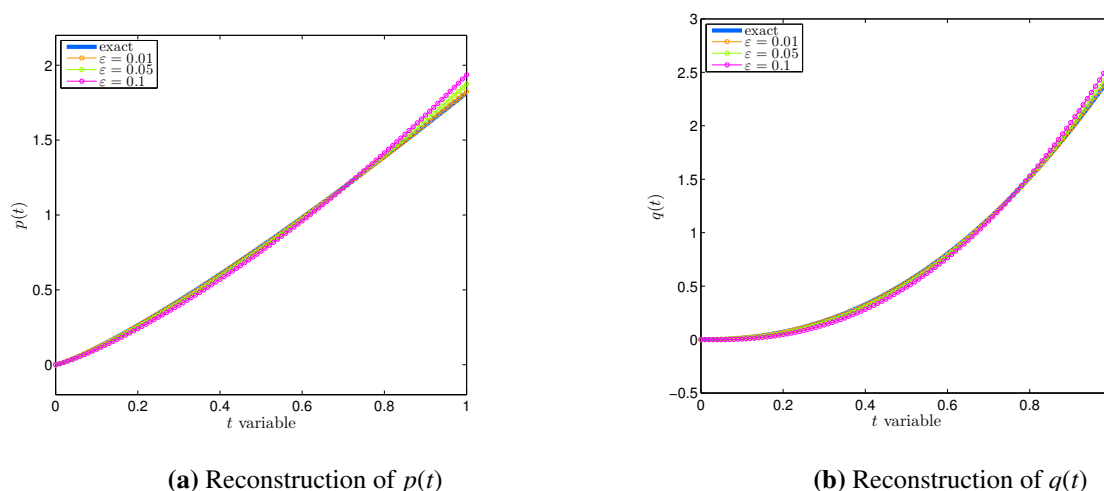 exact
ε = 0.01
ε = 0.05
ε = 0.1
2
1.5
1
0.5
0
p(t)
0 0.2 0.4 0.6 0.8 1
t variable
(a) Reconstruction of p(t)
exact
ε = 0.01
ε = 0.05
ε = 0.1
3
2.5
2
1.5
1
0.5
0
−0.5
q(t)
0 0.2 0.4 0.6 0.8
t variable
(b) Reconstruction of q(t)